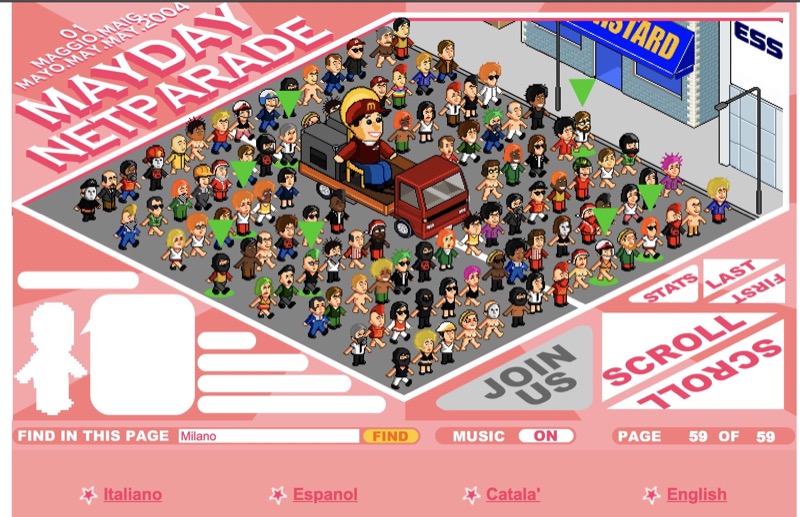 01
MAGGIO.MAIG.
MAYO.MAY.MAY.2004
MAYDAY
NETPARADE
STARD
ESS
STATS
LAST
FIRST
SCROLL
SCROLL
JOIN
US
FIND IN THIS PAGE Milano FIND
MUSIC ON
PAGE 59 OF 59
Italiano
Espanol
Catala'
English